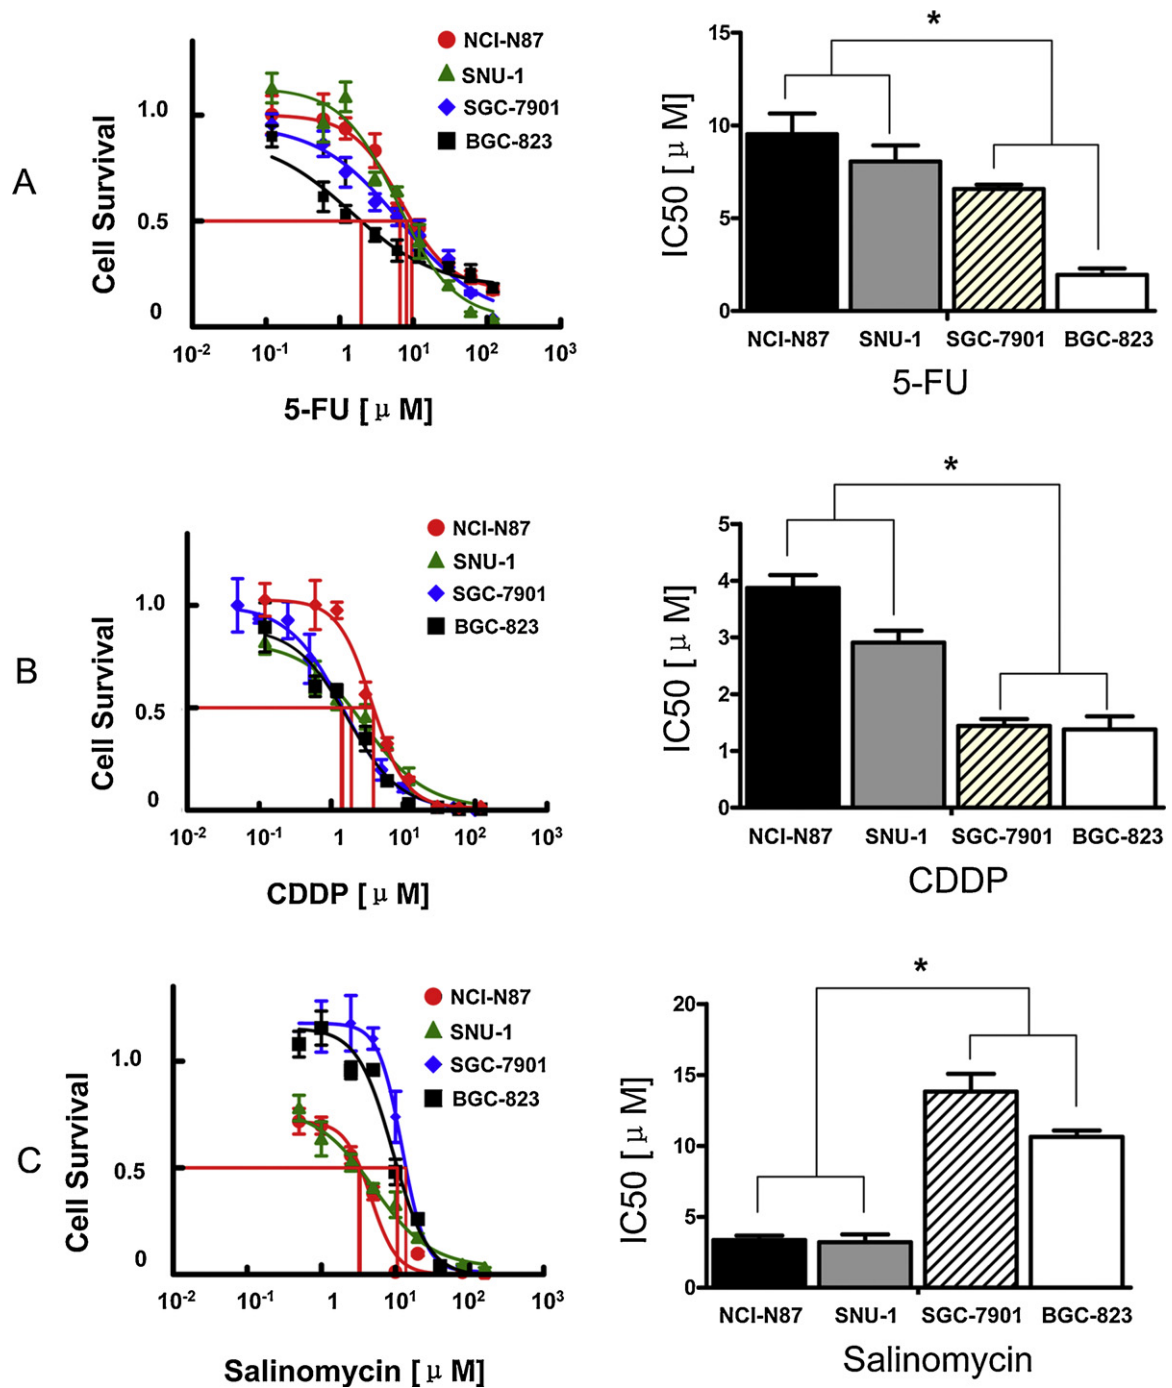 A
Cell Survival
1.0
0.5
0
NCI-N87
SNU-1
SGC-7901
BGC-823
10-2 10-1 1 101 102 103
5-FU [ μ M]
IC50 [ μ M]
15
10
5
0
*
NCI-N87 SNU-1 SGC-7901 BGC-823
5-FU
B
Cell Survival
1.0
0.5
0
NCI-N87
SNU-1
SGC-7901
BGC-823
10-2 10-1 1 101 102 103
CDDP [ μ M]
IC50 [ μ M]
5
4
3
2
1
0
*
NCI-N87 SNU-1 SGC-7901 BGC-823
CDDP
C
Cell Survival
1.0
0.5
0
NCI-N87
SNU-1
SGC-7901
BGC-823
10-2 10-1 1 101 102 103
Salinomycin [ μ M]
IC50 [ μ M]
20
15
10
5
0
*
NCI-N87 SNU-1 SGC-7901 BGC-823
Salinomycin